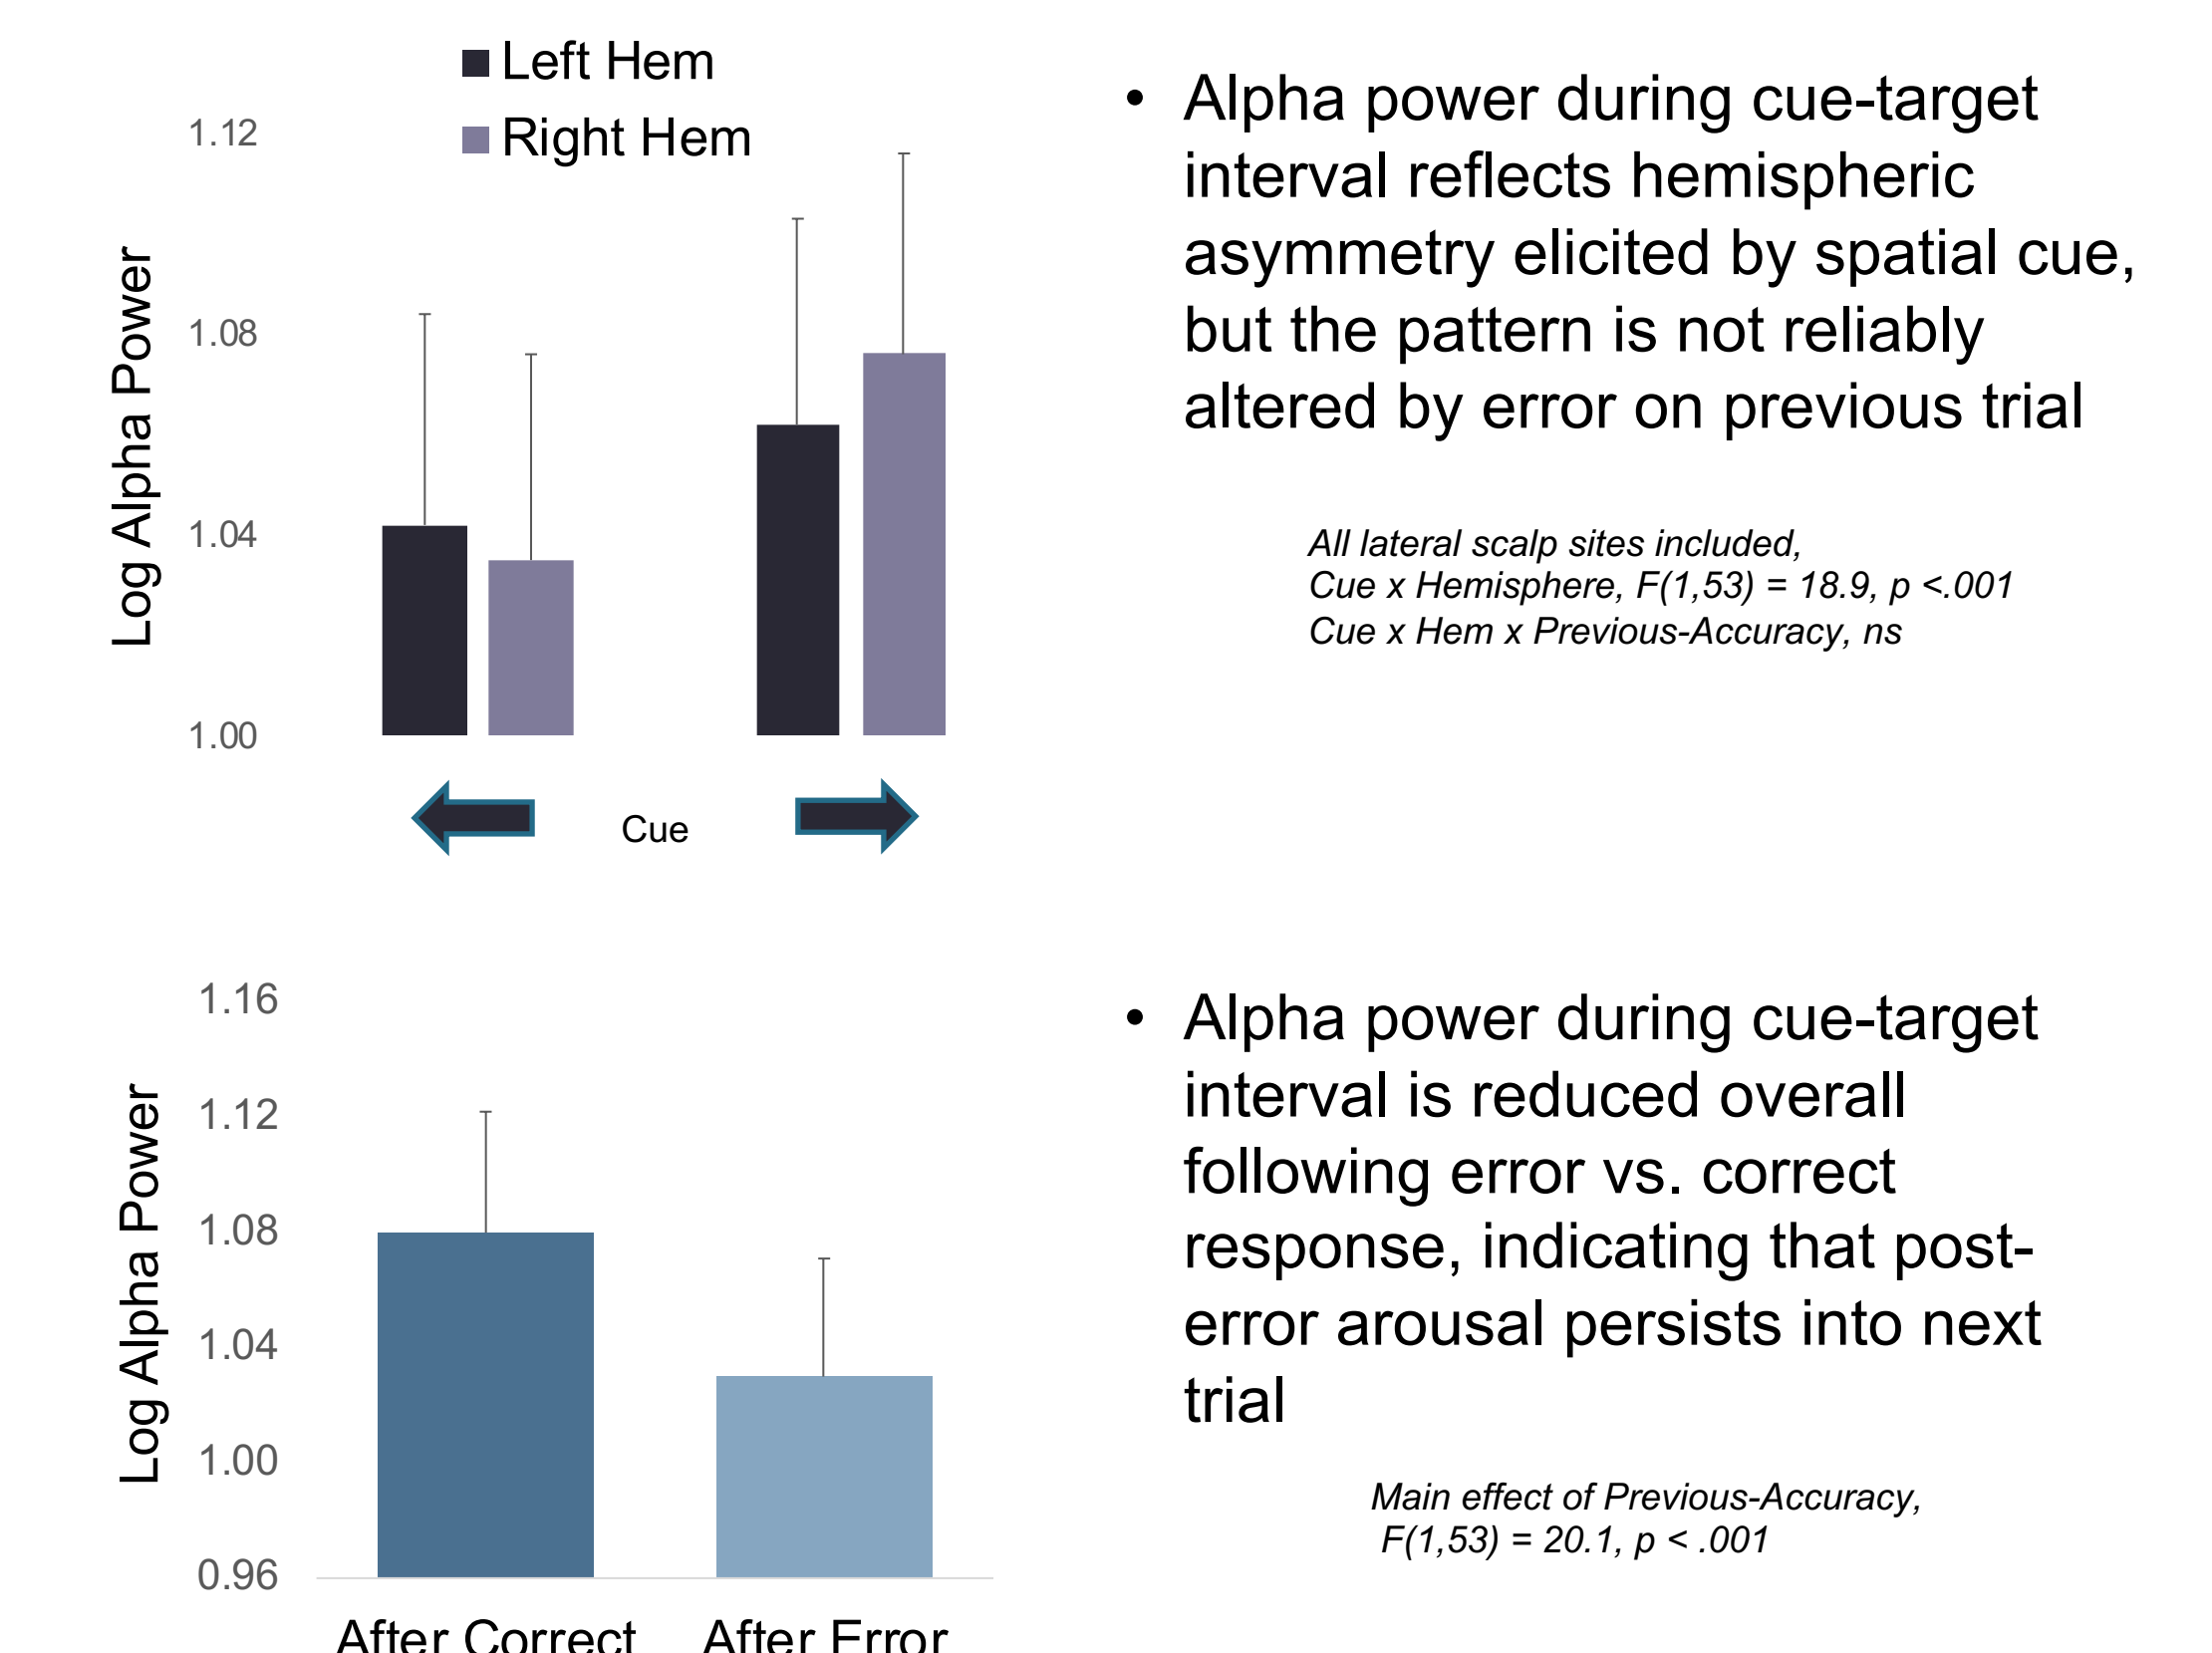 Left Hem
Right Hem
1.12
1.08
1.04
1.00
Log Alpha Power
Cue
• Alpha power during cue-target
interval reflects hemispheric
asymmetry elicited by spatial cue,
but the pattern is not reliably
altered by error on previous trial
All lateral scalp sites included,
Cue x Hemisphere, F(1,53) = 18.9, p <.001
Cue x Hem x Previous-Accuracy, ns
1.16
1.12
1.08
1.04
1.00
0.96
Log Alpha Power
After Correct
After Error
• Alpha power during cue-target
interval is reduced overall
following error vs. correct
response, indicating that post-
error arousal persists into next
trial
Main effect of Previous-Accuracy,
F(1,53) = 20.1, p < .001